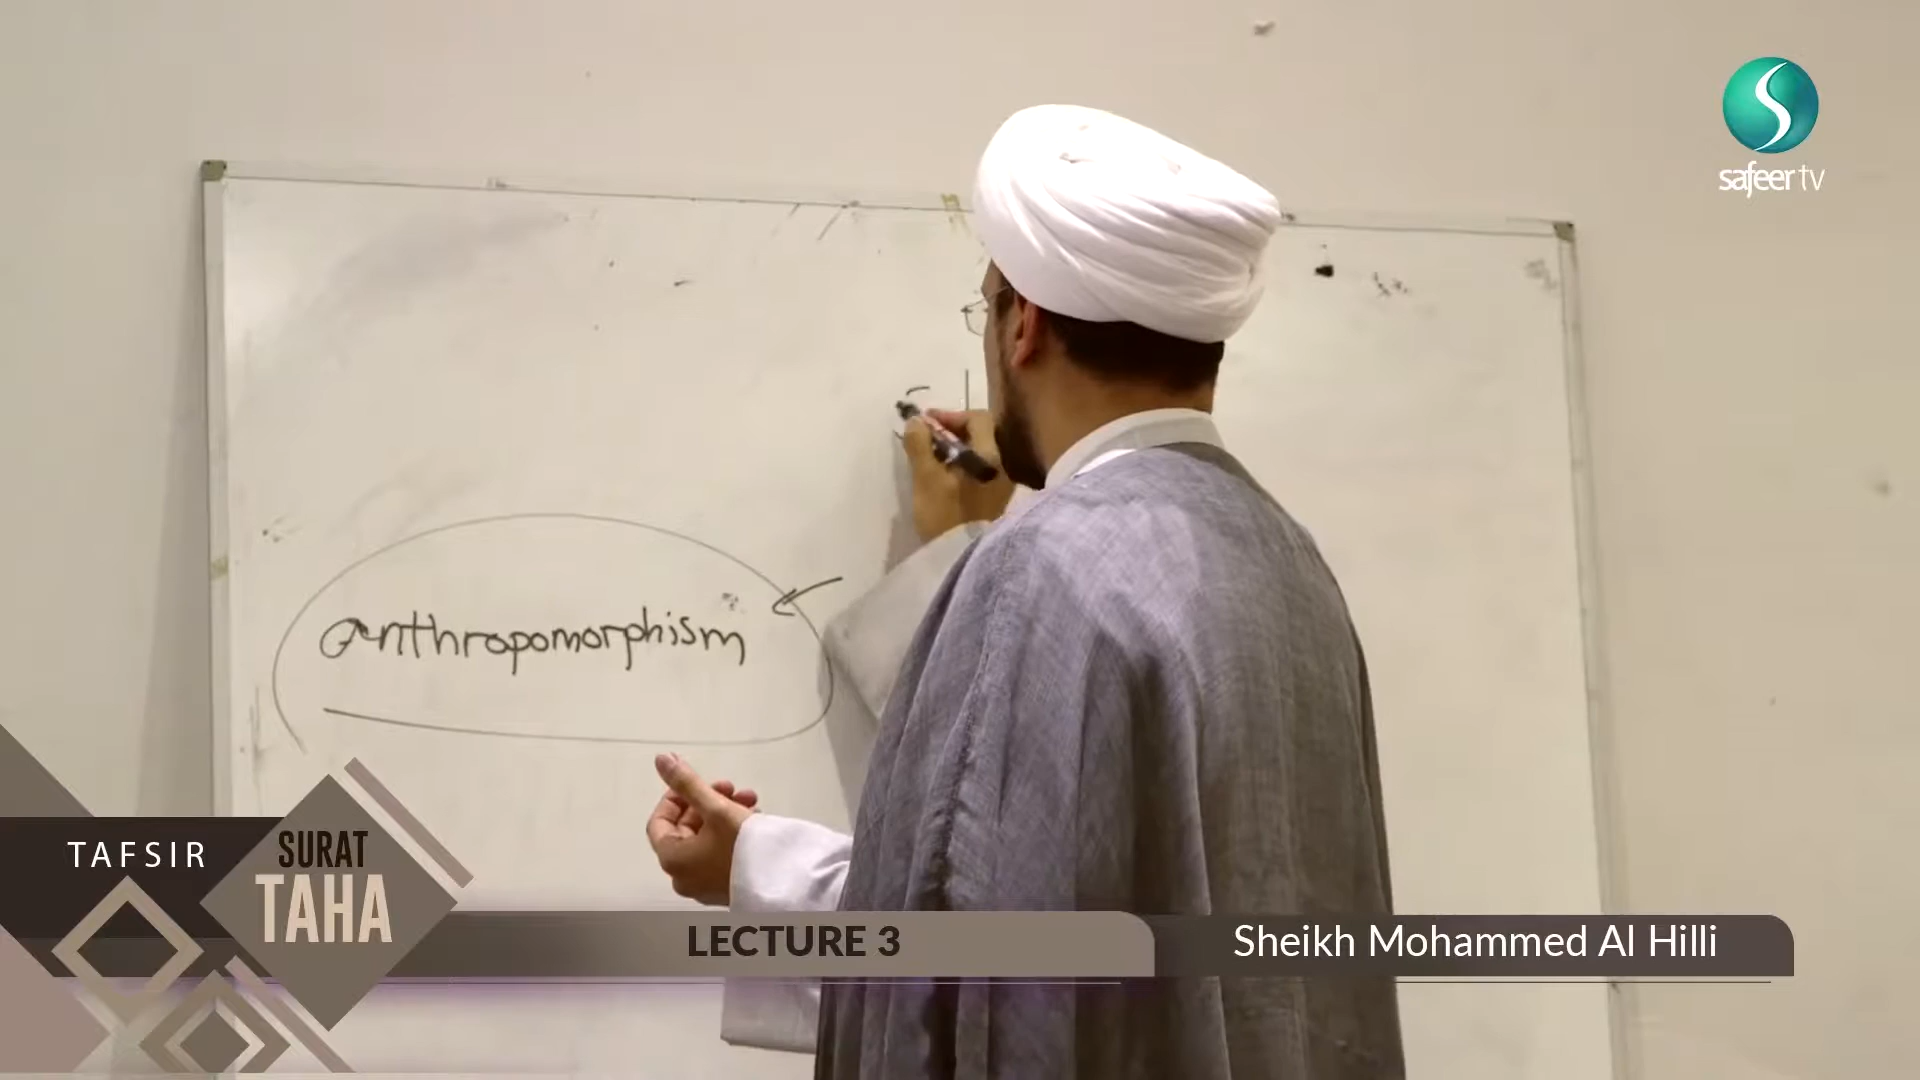 safeer tv
anthropomorphism
TAFSIR
SURAT
TAHA
LECTURE 3
Sheikh Mohammed Al Hilli